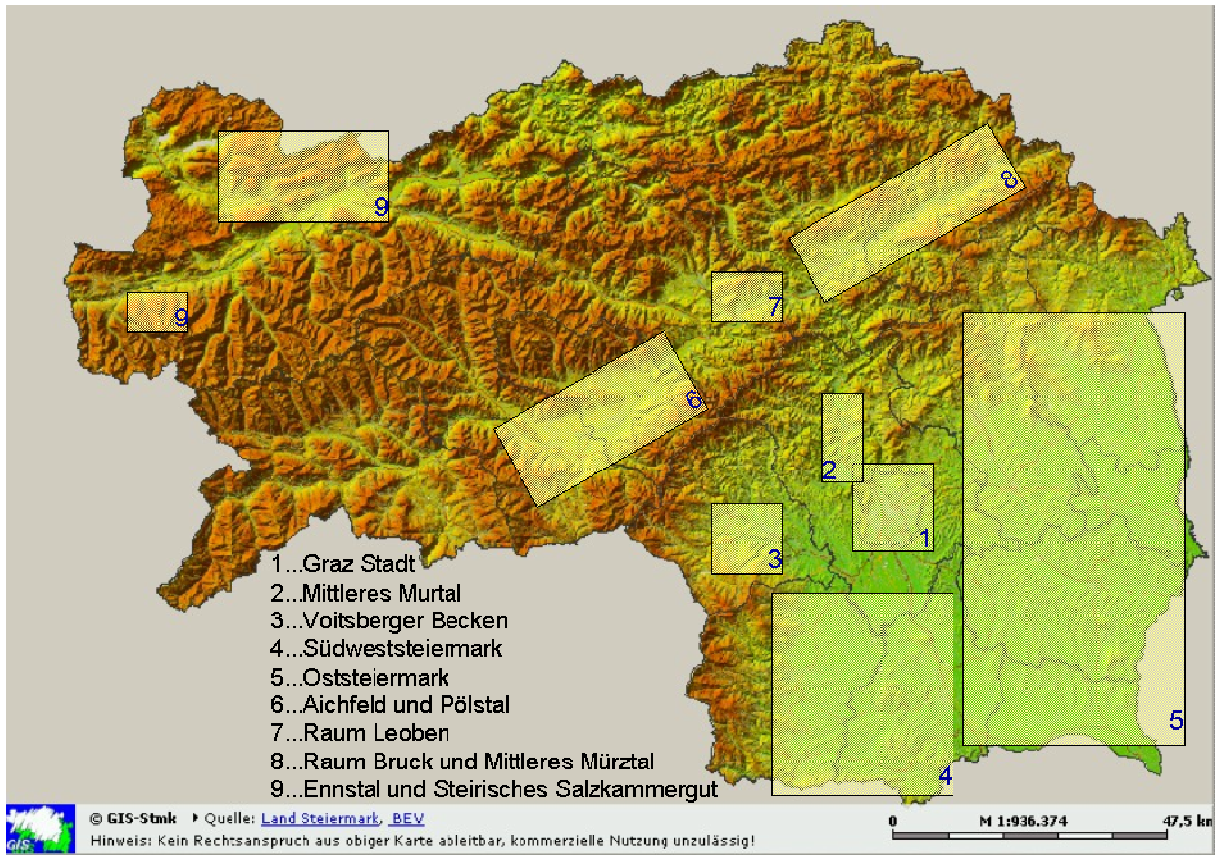 9
8
7
9
6
2
1
3
5
4
1...Graz Stadt
2...Mittleres Murtal
3...Voitsberger Becken
4...Südweststeiermark
5...Oststeiermark
6...Aichfeld und Pölstal
7...Raum Leoben
8...Raum Bruck und Mittleres Mürztal
9...Ennstal und Steirisches Salzkammergut
GIS
© GIS-Stmk Quelle: Land Steiermark, BEV
Hinweis: Kein Rechtsanspruch aus obiger Karte ableitbar, kommerzielle Nutzung unzulässig!
0 M 1:936.374 47,5 km